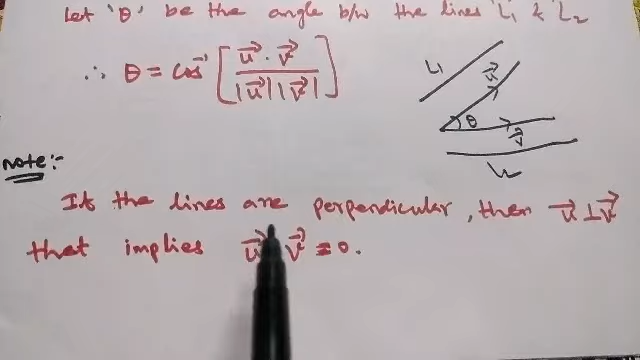 Let 'θ' be the angle b/w the lines 'L₁ & L₂
∴ θ = cos⁻¹ [ u⃗ · v⃗ / |u⃗| |v⃗| ]
L₁
u⃗
θ
v⃗
L₂
note:-
If the lines are perpendicular, then u⃗ ⊥ v⃗
that implies u⃗ v⃗ = 0.